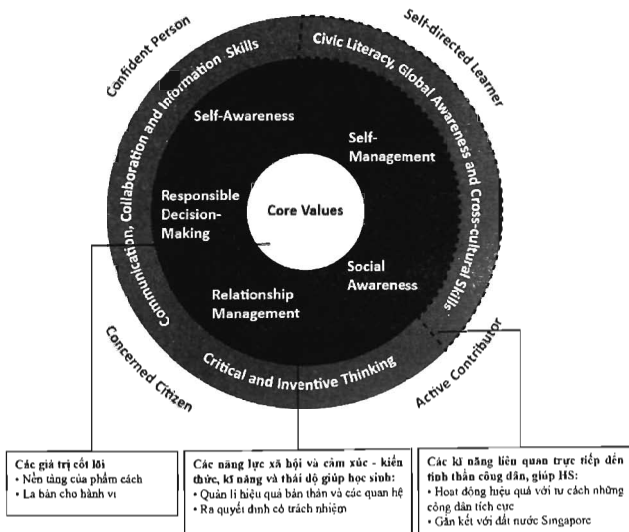 Confident Person
Self-directed Learner
Communication, Collaboration and Information Skills
Civic Literacy, Global Awareness and Cross-cultural Skills
Self-Awareness
Self-
Management
Responsible
Decision-
Making
Core Values
Social
Awareness
Relationship
Management
Critical and Inventive Thinking
Concerned Citizen
Active Contributor
Các giá trị cốt lõi
• Nền tảng của phẩm cách
• La bàn cho hành vi
Các năng lực xã hội và cảm xúc - kiến
thức, kĩ năng và thái độ giúp học sinh:
• Quản lí hiệu quả bản thân và các quan hệ
• Ra quyết định có trách nhiệm
Các kĩ năng liên quan trực tiếp đến
tinh thần công dân, giúp HS:
• Hoạt động hiệu quả với tư cách những
công dân tích cực
• Gắn kết với đất nước Singapore